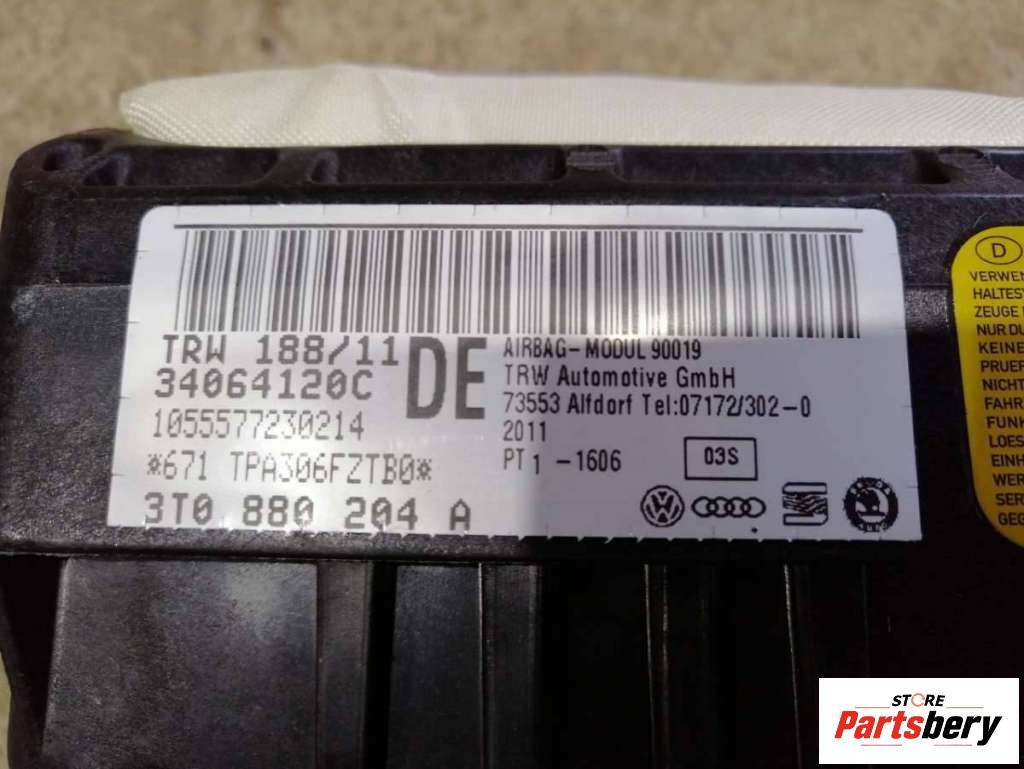 TRW 188/11
34064120C
DE
1055577230214
*671 TPA306FZTB0*
3T0 880 204 A
AIRBAG-MODUL 90019
TRW Automotive GmbH
73553 Alfdorf Tel:07172/302-0
2011
PT 1 -1606
03S
D
VERWEN
HALTES
ZEUGE
NUR DU
KEINE
PRUEF
NICHT
FAHR
FUNK
LOES
EINH
WER
SER
GEC
STORE
Partsbery